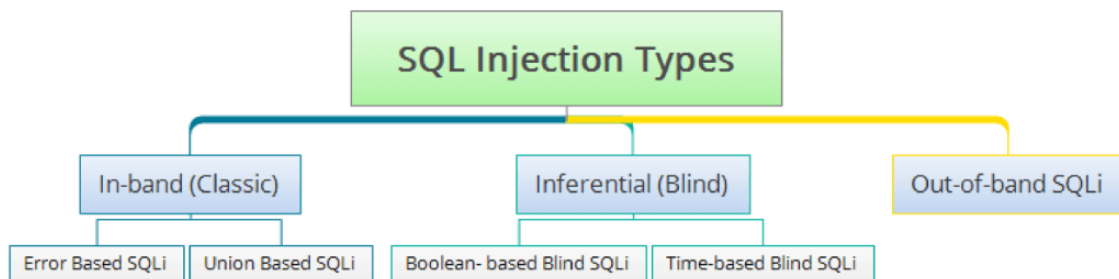 SQL Injection Types
In-band (Classic)
Inferential (Blind)
Out-of-band SQLi
Error Based SQLi
Union Based SQLi
Boolean- based Blind SQLi
Time-based Blind SQLi